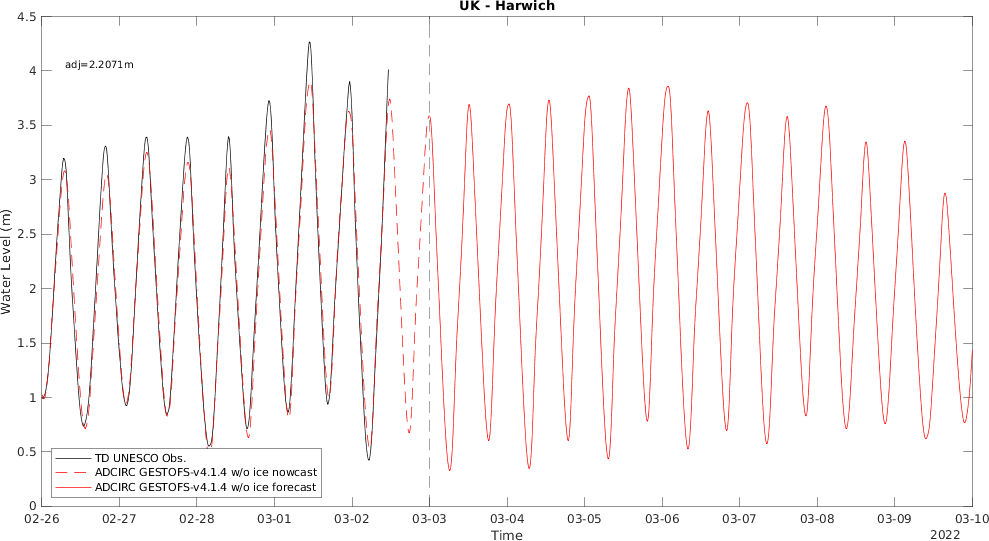 UK - Harwich
4.5
4
3.5
3
2.5
2
1.5
1
0.5
0
Water Level (m)
adj=2.2071m
TD UNESCO Obs.
ADCIRC GESTOFS-v4.1.4 w/o ice nowcast
ADCIRC GESTOFS-v4.1.4 w/o ice forecast
02-26 02-27 02-28 03-01 03-02 03-03 03-04 03-05 03-06 03-07 03-08 03-09 03-10
Time
2022